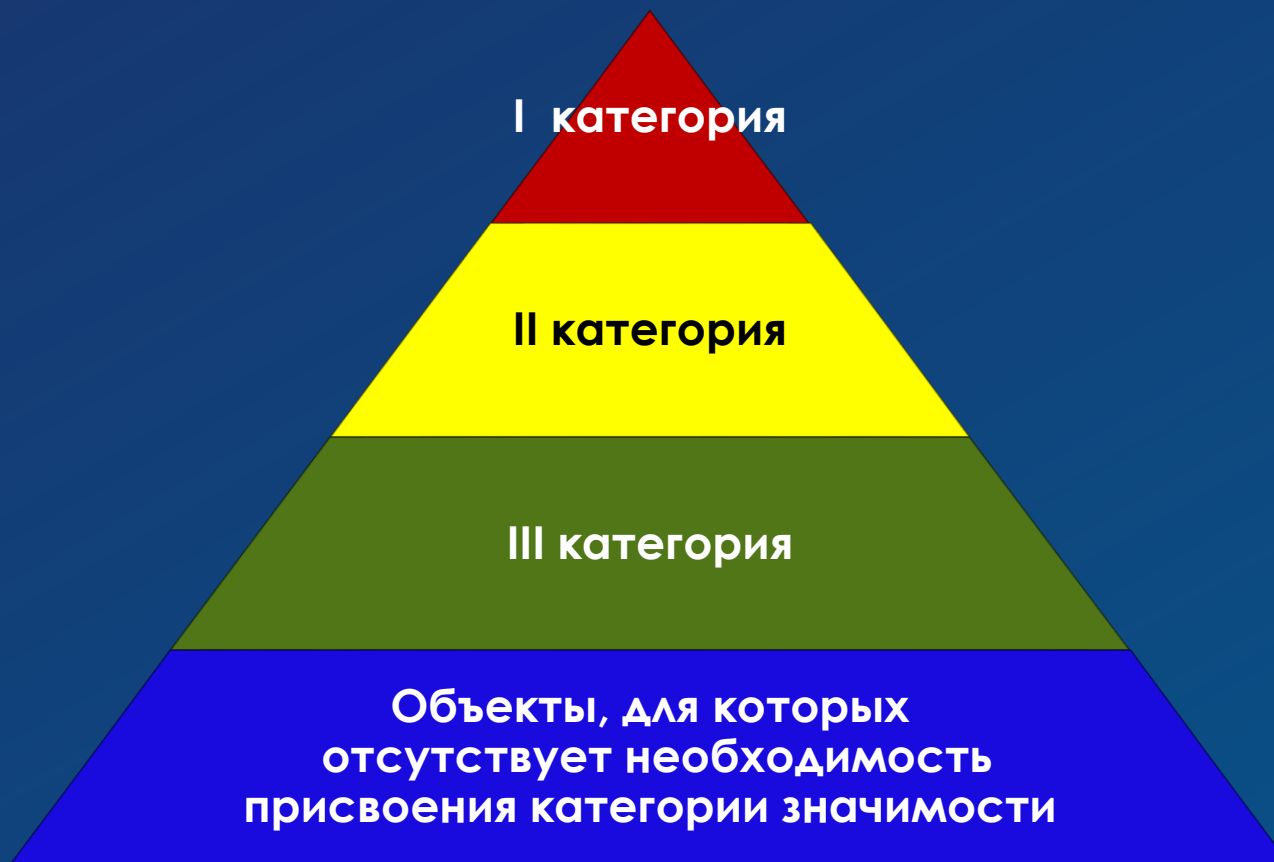 I категория
II категория
III категория
Объекты, для которых
отсутствует необходимость
присвоения категории значимости